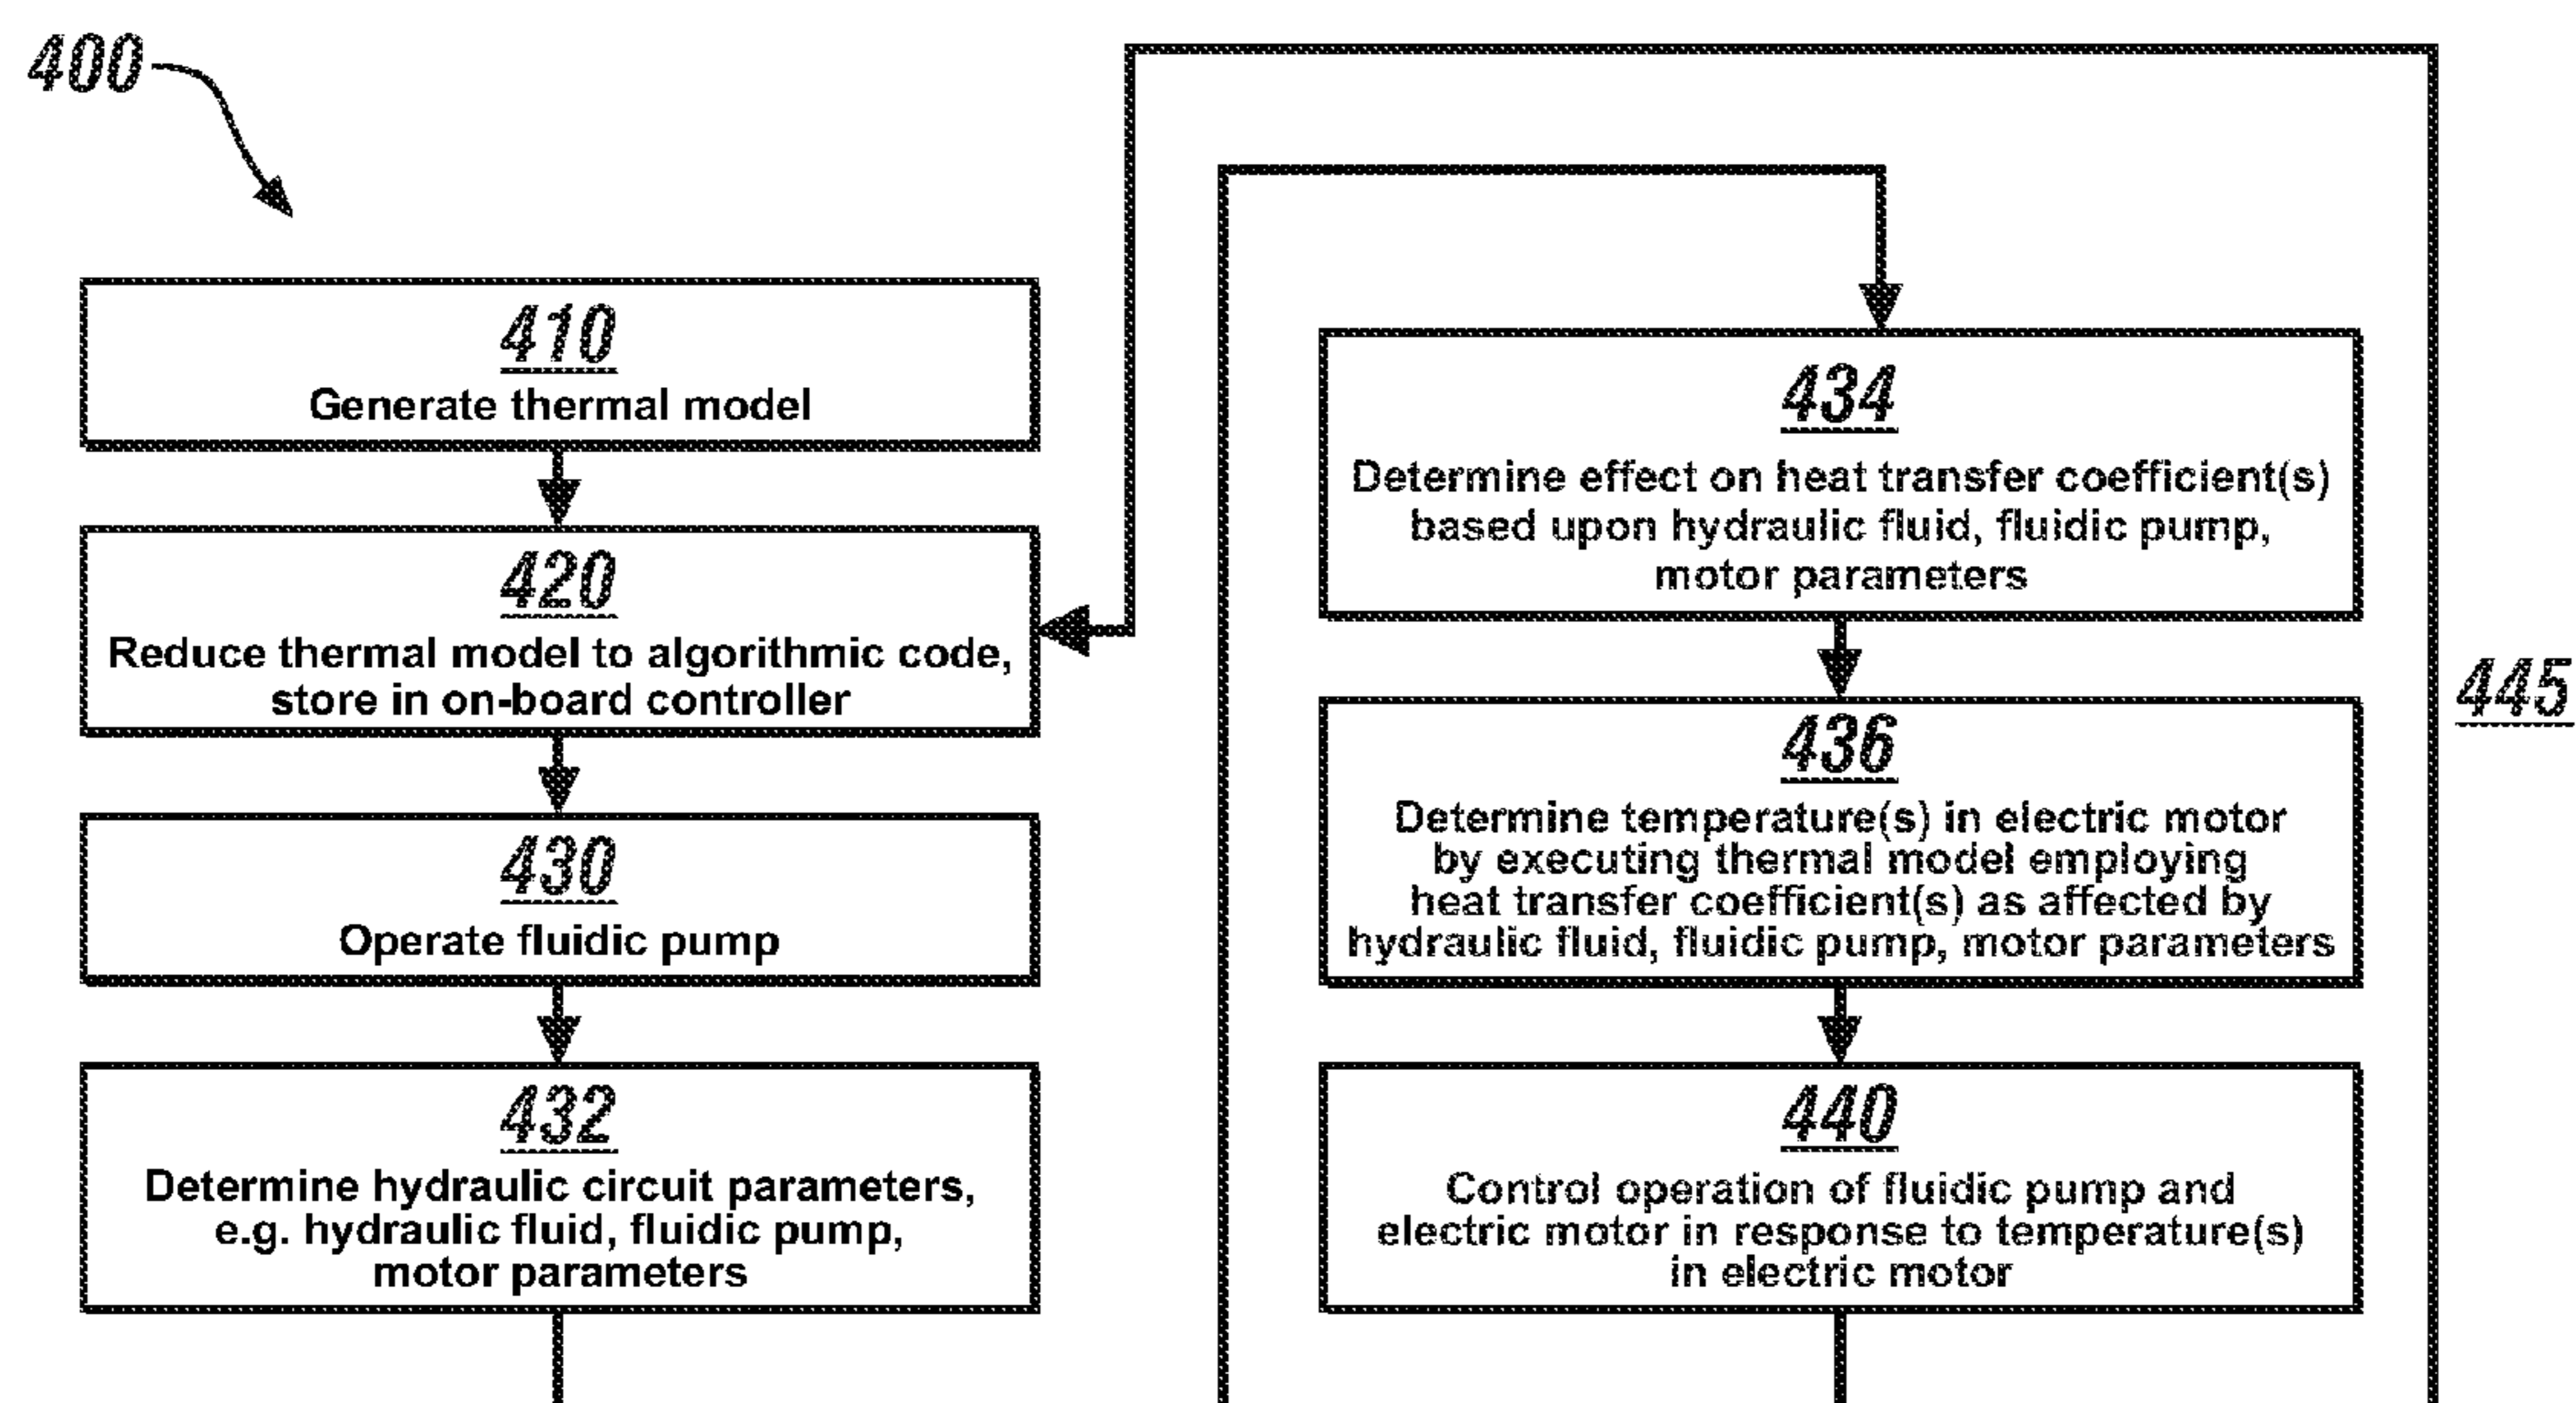 400
410
Generate thermal model
420
Reduce thermal model to algorithmic code,
store in on-board controller
430
Operate fluidic pump
432
Determine hydraulic circuit parameters,
e.g. hydraulic fluid, fluidic pump,
motor parameters
434
Determine effect on heat transfer coefficient(s)
based upon hydraulic fluid, fluidic pump,
motor parameters
436
Determine temperature(s) in electric motor
by executing thermal model employing
heat transfer coefficient(s) as affected by
hydraulic fluid, fluidic pump, motor parameters
440
Control operation of fluidic pump and
electric motor in response to temperature(s)
in electric motor
445